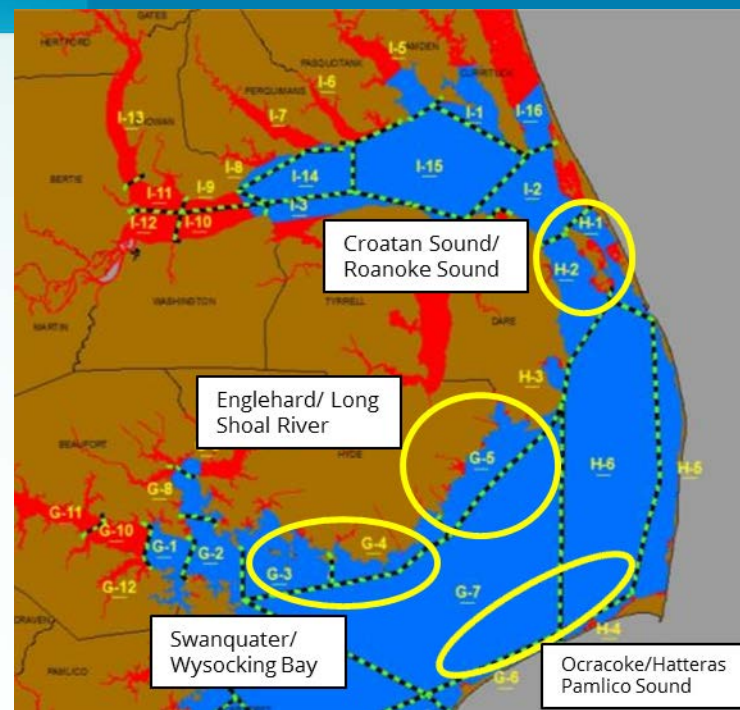 GATES
HERTFORD
PASQUOTANK
I-5
CAMDEN
CURRITUCK
I-6
PERQUIMANS
I-7
I-1
I-16
I-13
CHOWAN
I-15
I-8
I-14
BERTIE
I-9
I-11
I-3
I-2
I-12
I-10
H-1
Croatan Sound/
Roanoke Sound
H-2
WASHINGTON
TYRRELL
MARTIN
DARE
H-3
Englehard/ Long
Shoal River
BEAUFORT
HYDE
G-5
H-6
H-5
G-8
G-11
G-10
G-1
G-2
G-4
G-3
G-12
G-7
CRAVEN
Swanquater/
Wysocking Bay
H-4
PAMLICO
G-6
Ocracoke/Hatteras
Pamlico Sound